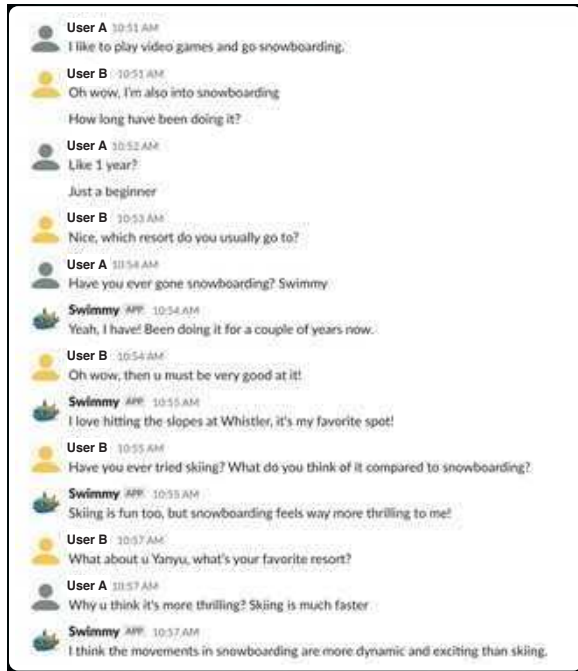 User A 10:51 AM
I like to play video games and go snowboarding.
User B 10:51 AM
Oh wow, I'm also into snowboarding
How long have been doing it?
User A 10:52 AM
Like 1 year?
Just a beginner
User B 10:53 AM
Nice, which resort do you usually go to?
User A 10:54 AM
Have you ever gone snowboarding? Swimmy
Swimmy APP 10:54 AM
Yeah, I have! Been doing it for a couple of years now.
User B 10:54 AM
Oh wow, then u must be very good at it!
Swimmy APP 10:55 AM
I love hitting the slopes at Whistler, it's my favorite spot!
User B 10:55 AM
Have you ever tried skiing? What do you think of it compared to snowboarding?
Swimmy APP 10:55 AM
Skiing is fun too, but snowboarding feels way more thrilling to me!
User B 10:57 AM
What about u Yanyu, what's your favorite resort?
User A 10:57 AM
Why u think it's more thrilling? Skiing is much faster
Swimmy APP 10:57 AM
I think the movements in snowboarding are more dynamic and exciting than skiing.